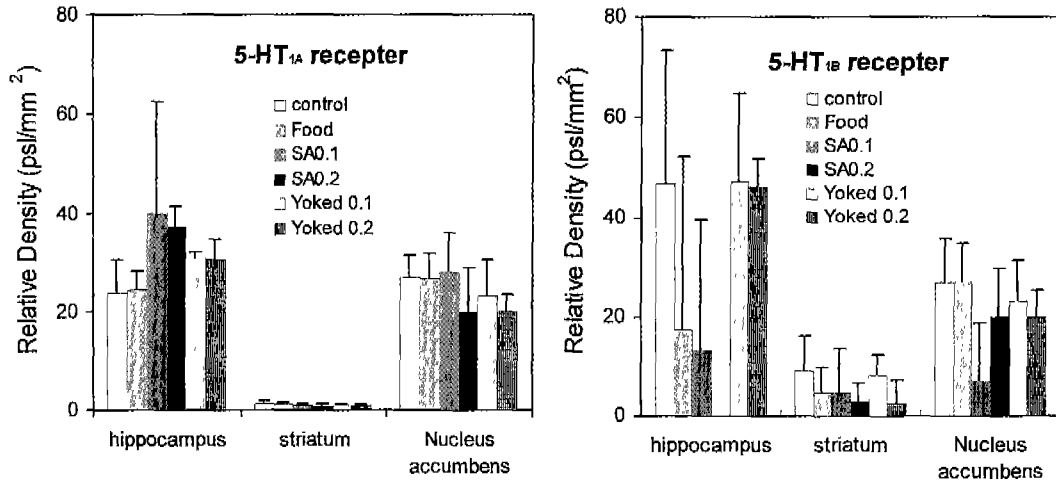 80
60
40
20
0
Relative Density (psl/mm²)
5-HT1A recepter
control
Food
SA0.1
SA0.2
Yoked 0.1
Yoked 0.2
hippocampus
striatum
Nucleus
accumbens
80
60
40
20
0
Relative Density (psl/mm²)
5-HT1B recepter
control
Food
SA0.1
SA0.2
Yoked 0.1
Yoked 0.2
hippocampus
striatum
Nucleus
accumbens